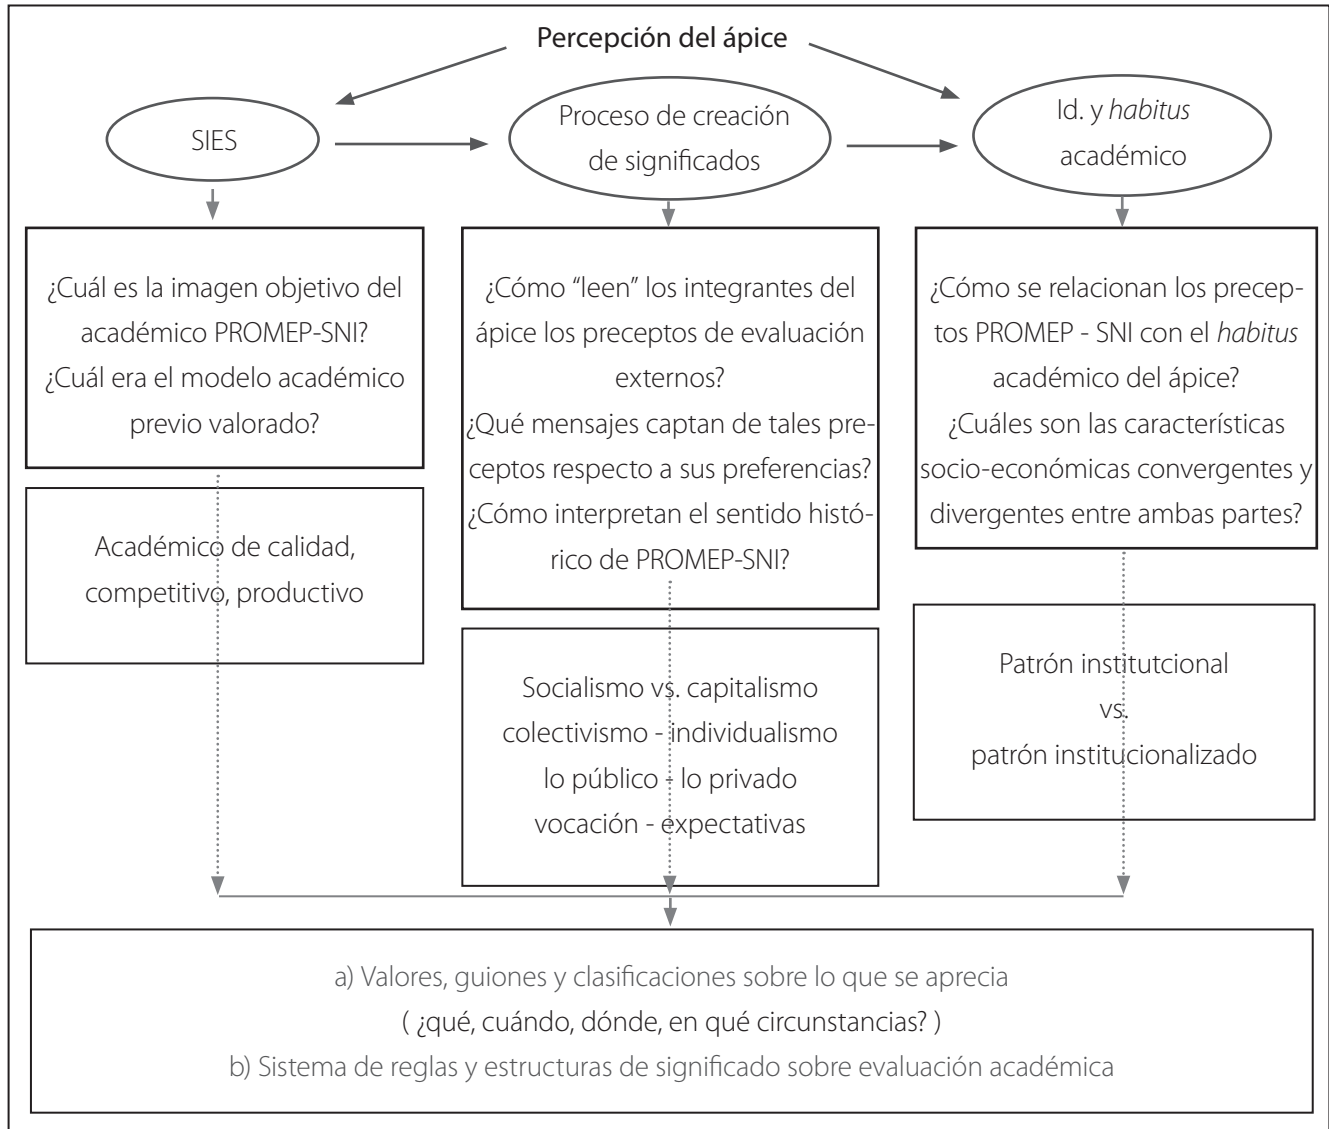 Percepción del ápice
SIES
Proceso de creación
de significados
Id. y habitus
académico
¿Cuál es la imagen objetivo del
académico PROMEP-SNI?
¿Cuál era el modelo académico
previo valorado?
¿Cómo “leen” los integrantes del
ápice los preceptos de evaluación
externos?
¿Qué mensajes captan de tales pre-
ceptos respecto a sus preferencias?
¿Cómo interpretan el sentido histó-
rico de PROMEP-SNI?
¿Cómo se relacionan los precep-
tos PROMEP - SNI con el habitus
académico del ápice?
¿Cuáles son las características
socio-económicas convergentes y
divergentes entre ambas partes?
Académico de calidad,
competitivo, productivo
Socialismo vs. capitalismo
colectivismo - individualismo
lo público - lo privado
vocación - expectativas
Patrón institutcional
vs.
patrón institucionalizado
a) Valores, guiones y clasificaciones sobre lo que se aprecia
( ¿qué, cuándo, dónde, en qué circunstancias? )
b) Sistema de reglas y estructuras de significado sobre evaluación académica